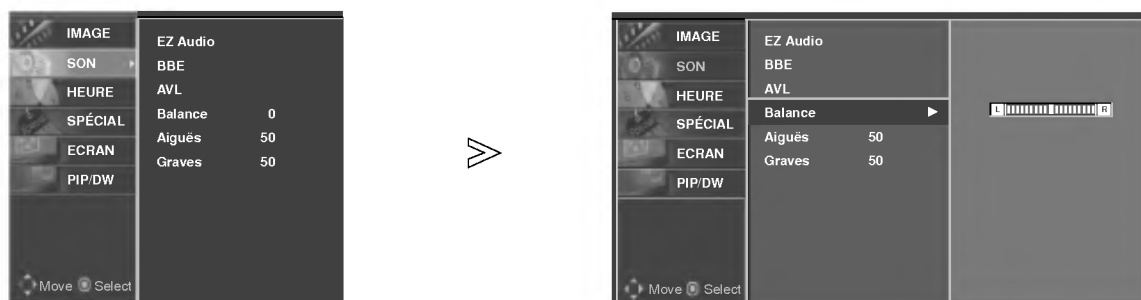 IMAGE
SON
HEURE
SPÉCIAL
ECRAN
PIP/DW
Move Select
EZ Audio
BBE
AVL
Balance 0
Aiguës 50
Graves 50
>
IMAGE
SON
HEURE
SPÉCIAL
ECRAN
PIP/DW
Move Select
EZ Audio
BBE
AVL
Balance
Aiguës 50
Graves 50
L R